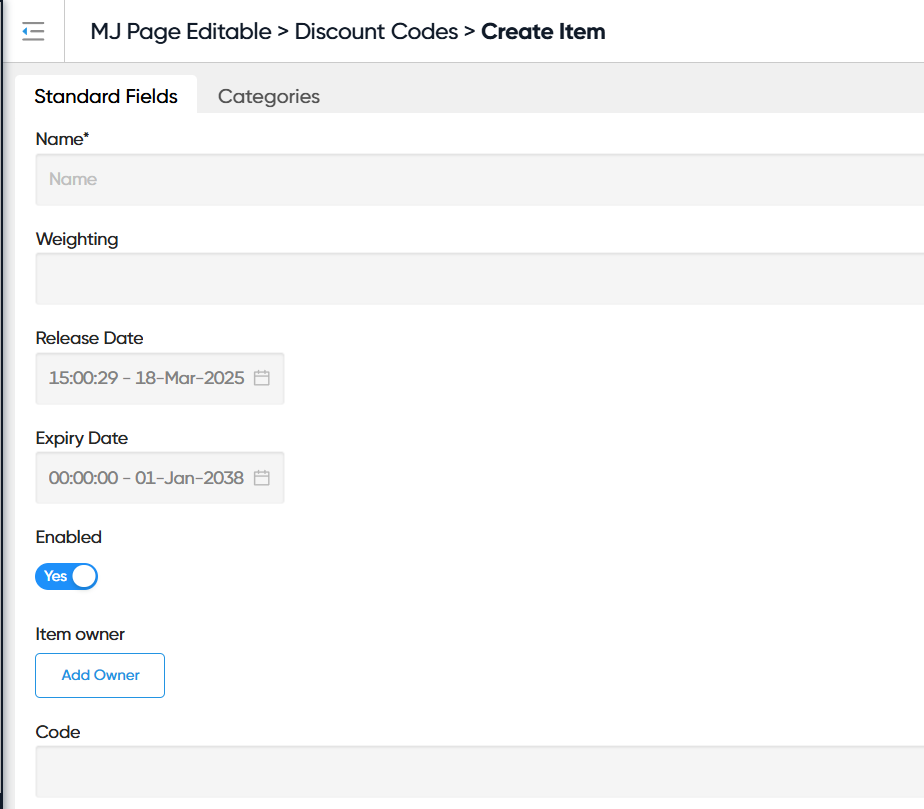 MJ Page Editable > Discount Codes > Create Item
Standard Fields Categories
Name*
Name
Weighting
Release Date
15:00:29 - 18-Mar-2025
Expiry Date
00:00:00 - 01-Jan-2038
Enabled
Yes
Item owner
Add Owner
Code